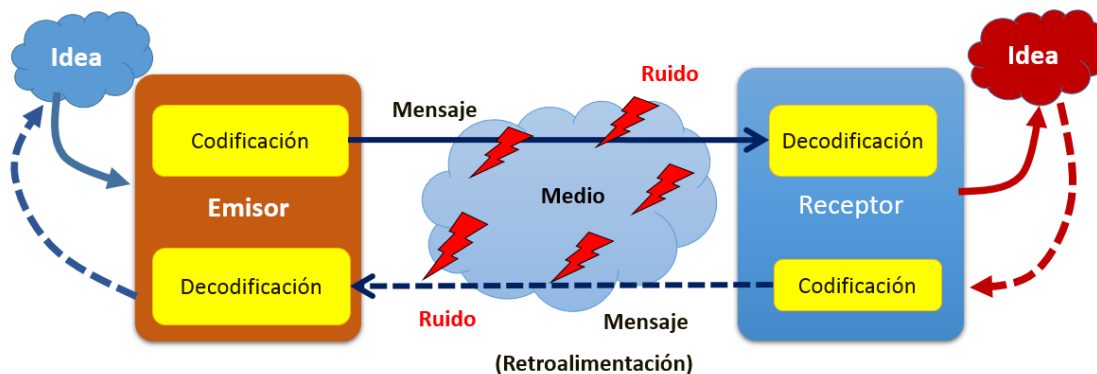 Idea
Idea
Ruido
Mensaje
Codificación
Decodificación
Medio
Emisor
Receptor
Decodificación
Codificación
Ruido
Mensaje
(Retroalimentación)